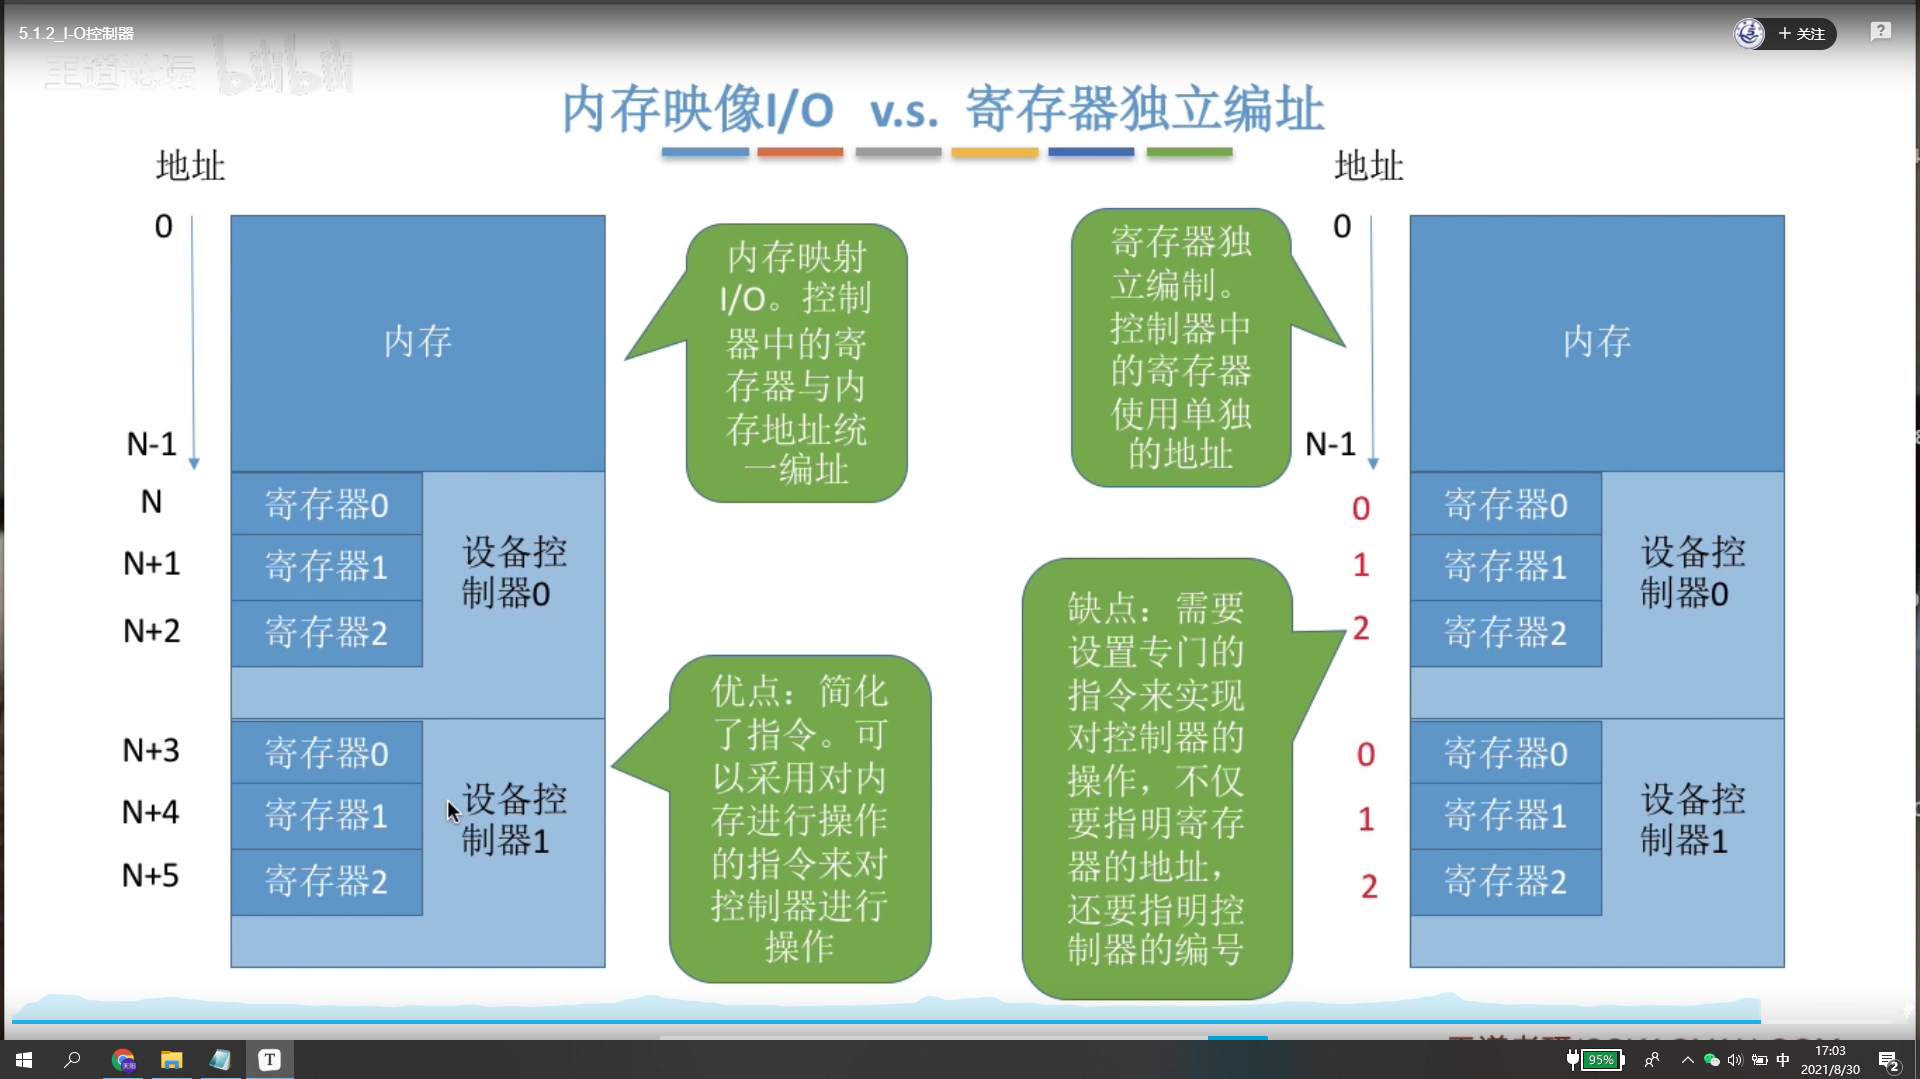 5.1.2_I-O控制器
+ 关注
王道论坛 bilibili
内存映像I/O v.s. 寄存器独立编址
地址
0
N-1
N
N+1
N+2
N+3
N+4
N+5
内存
寄存器0
寄存器1
寄存器2
设备控
制器0
寄存器0
寄存器1
寄存器2
设备控
制器1
内存映射
I/O。控制
器中的寄
存器与内
存地址统
一编址
优点：简化
了指令。可
以采用对内
存进行操作
的指令来对
控制器进行
操作
寄存器独
立编制。
控制器中
的寄存器
使用单独
的地址
缺点：需要
设置专门的
指令来实现
对控制器的
操作，不仅
要指明寄存
器的地址，
还要指明控
制器的编号
地址
0
N-1
0
1
2
0
1
2
内存
寄存器0
寄存器1
寄存器2
设备控
制器0
寄存器0
寄存器1
寄存器2
设备控
制器1
T
95%
中
17:03
2021/8/30
2